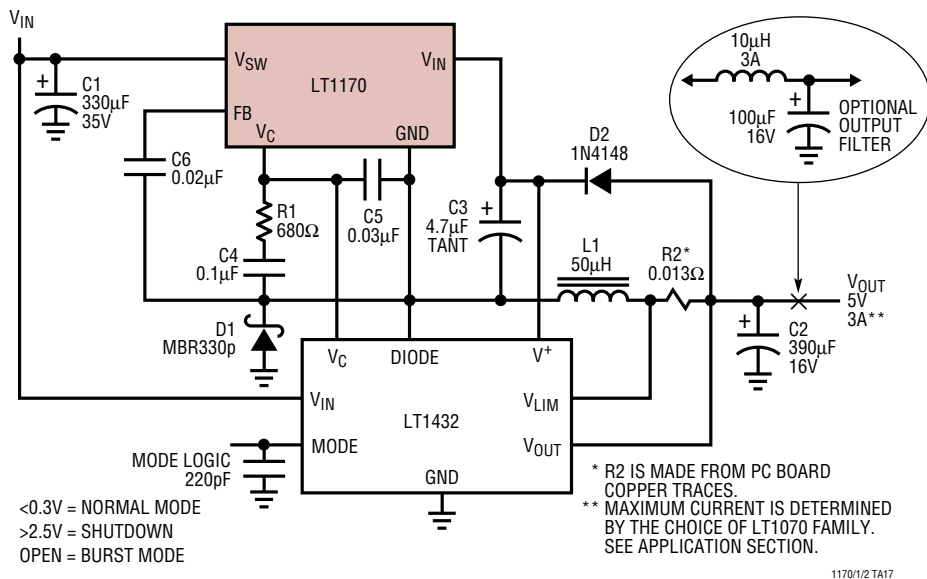 VIN
VSW
LT1170
VIN
FB
VC
GND
+
C1
330µF
35V
C6
0.02µF
R1
680Ω
C4
0.1µF
C5
0.03µF
C3
4.7µF
TANT
+
D2
1N4148
L1
50µH
R2*
0.013Ω
10µH
3A
+
100µF
16V
OPTIONAL
OUTPUT
FILTER
VOUT
5V
3A**
+
C2
390µF
16V
D1
MBR330p
VC
DIODE
V+
VIN
LT1432
VLIM
MODE
VOUT
GND
MODE LOGIC
220pF
<0.3V = NORMAL MODE
>2.5V = SHUTDOWN
OPEN = BURST MODE
* R2 IS MADE FROM PC BOARD
COPPER TRACES.
** MAXIMUM CURRENT IS DETERMINED
BY THE CHOICE OF LT1070 FAMILY.
SEE APPLICATION SECTION.
1170/1/2 TA17